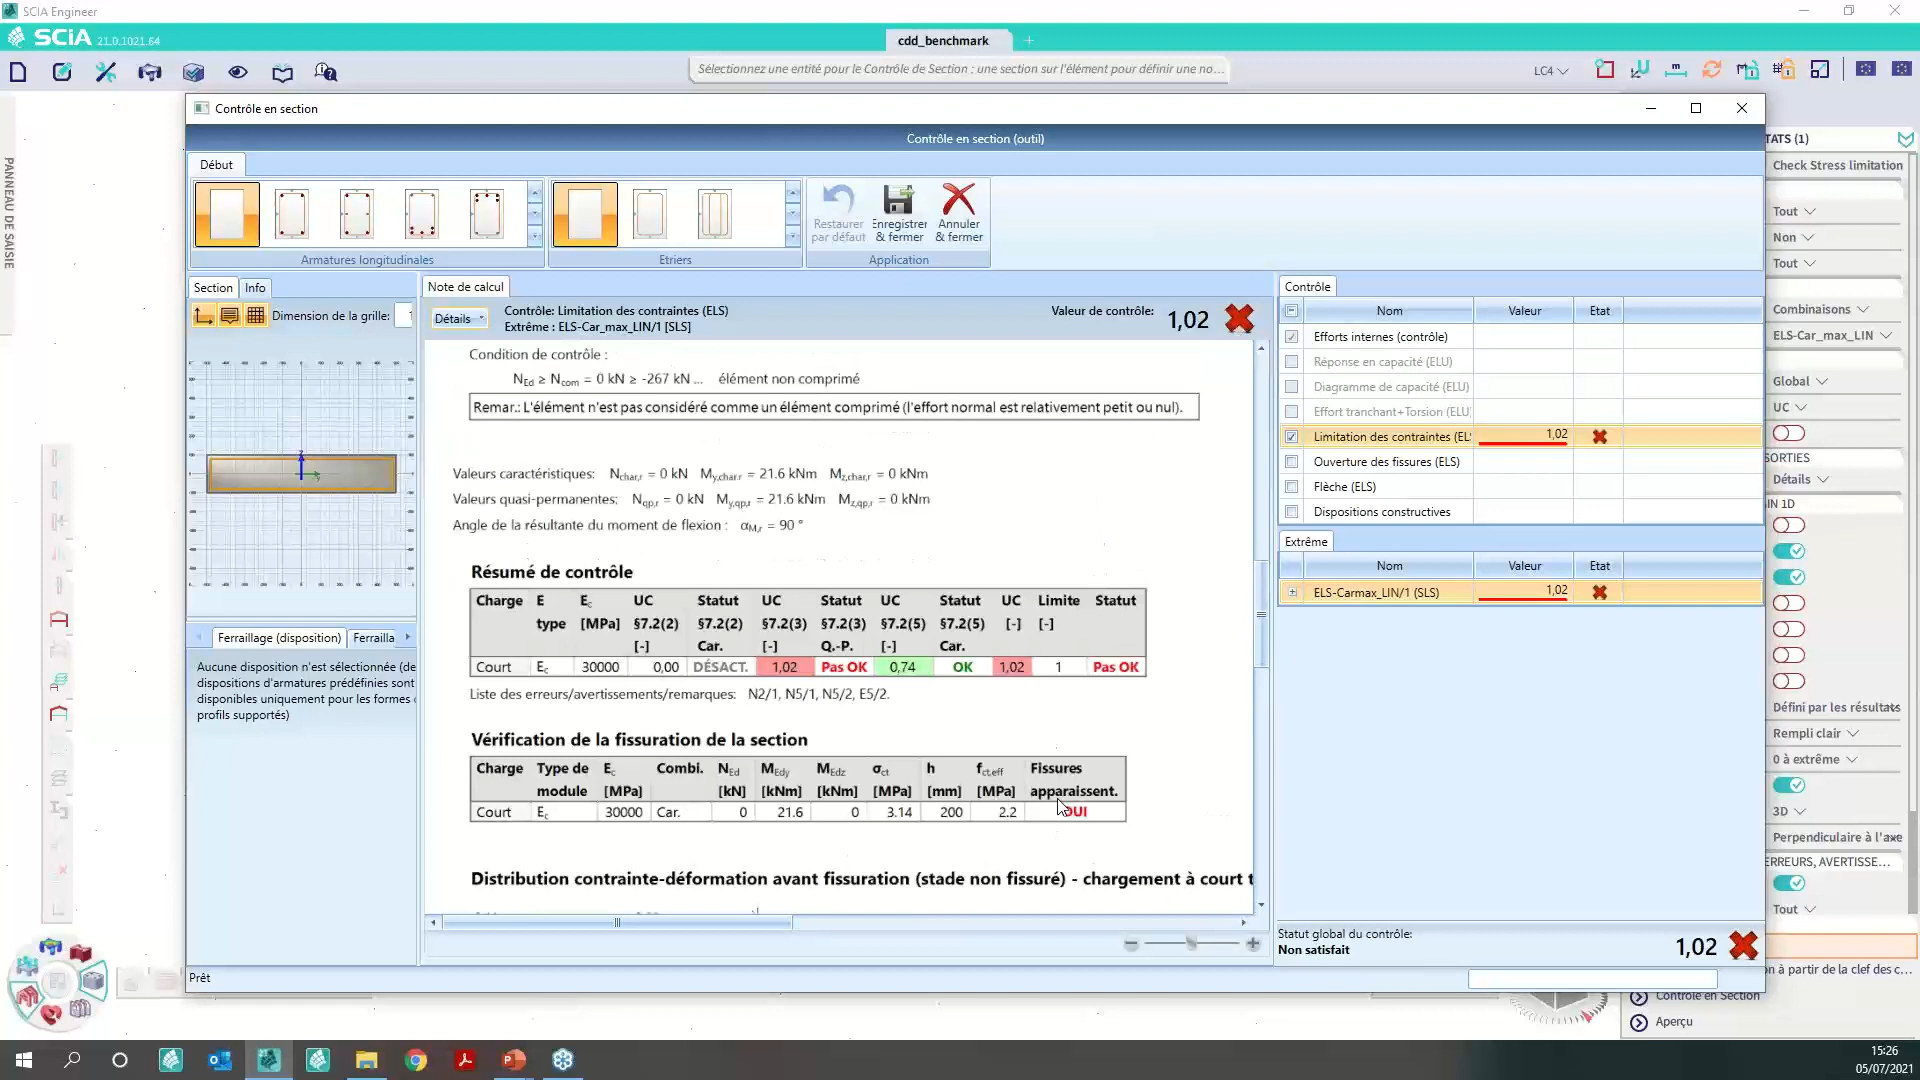 SCIA Engineer
SCiA 21.0.1021.64
cdd_benchmark
Sélectionnez une entité pour le Contrôle de Section : une section sur l'élément pour définir une no...
LC4
PANNEAU DE SAISIE
Contrôle en section
Contrôle en section (outil)
Début
Restaurer par défaut
Enregistrer & fermer
Annuler & fermer
Armatures longitudinales
Etriers
Application
Section
Info
Dimension de la grille:
Ferraillage (disposition)
Ferrailla
Aucune disposition n'est sélectionnée (de
dispositions d'armatures prédéfinies sont
disponibles uniquement pour les formes
profils supportés)
Prêt
Note de calcul
Détails
Contrôle: Limitation des contraintes (ELS)
Extrême : ELS-Car_max_LIN/1 [SLS]
Valeur de contrôle: 1,02
Condition de contrôle :
NEd ≥ Ncom = 0 kN ≥ -267 kN ... élément non comprimé
Remar.: L'élément n'est pas considéré comme un élément comprimé (l'effort normal est relativement petit ou nul).
Valeurs caractéristiques: Nchar,r = 0 kN My,char,r = 21.6 kNm Mz,char,r = 0 kNm
Valeurs quasi-permanentes: Nqp,r = 0 kN My,qp,r = 21.6 kNm Mz,qp,r = 0 kNm
Angle de la résultante du moment de flexion : αM,r = 90 °
Résumé de contrôle
Charge E Ec UC Statut UC Statut UC Statut UC Limite Statut
type [MPa] §7.2(2) §7.2(2) §7.2(3) §7.2(3) §7.2(5) §7.2(5) [-] [-]
[-] Car. [-] Q.-P. [-] Car.
Court Ec 30000 0,00 DÉSACT. 1,02 Pas OK 0,74 OK 1,02 1 Pas OK
Liste des erreurs/avertissements/remarques: N2/1, N5/1, N5/2, E5/2.
Vérification de la fissuration de la section
Charge Type de Ec Combi. NEd MEdy MEdz σct h fct,eff Fissures
module [MPa] [kN] [kNm] [kNm] [MPa] [mm] [MPa] apparaissent.
Court Ec 30000 Car. 0 21.6 0 3.14 200 2.2 OUI
Distribution contrainte-déformation avant fissuration (stade non fissuré) - chargement à court t
Contrôle
Nom Valeur Etat
Efforts internes (contrôle)
Réponse en capacité (ELU)
Diagramme de capacité (ELU)
Effort tranchant+Torsion (ELU
Limitation des contraintes (EL 1,02
Ouverture des fissures (ELS)
Flèche (ELS)
Dispositions constructives
Extrême
Nom Valeur Etat
ELS-Carmax_LIN/1 (SLS) 1,02
Statut global du contrôle:
Non satisfait
1,02
TATS (1)
Check Stress limitation
Tout
Non
Tout
Combinaisons
ELS-Car_max_LIN
Global
UC
SORTIES
Détails
IN 1D
Défini par les résultats
Rempli clair
0 à extrême
3D
Perpendiculaire à l'axe
ERREURS, AVERTISSE...
Tout
n à partir de la clef des c...
Contrôle en Section
Aperçu
15:26
05/07/2021